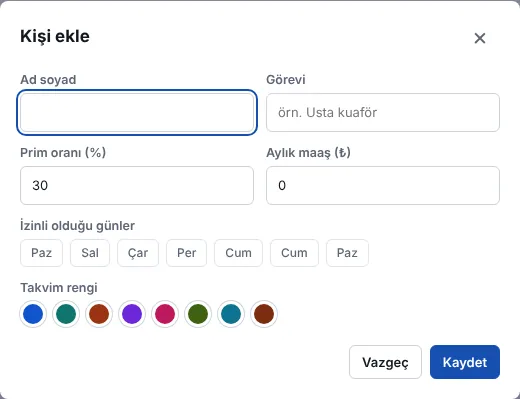 Kişi ekle
Ad soyad
Görevi
örn. Usta kuaför
Prim oranı (%)
Aylık maaş (₺)
30
0
İzinli olduğu günler
Paz Sal Çar Per Cum Cum Paz
Takvim rengi
Vazgeç Kaydet